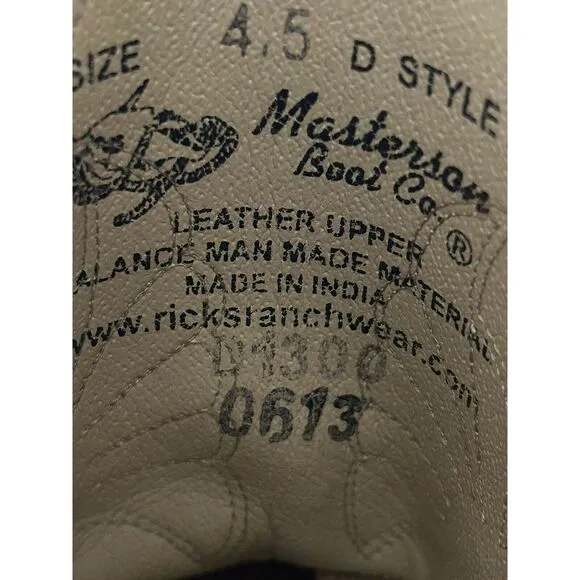 SIZE 4.5 D STYLE
Masterson
Boot Co. ®
LEATHER UPPER
ALANCE MAN MADE MATERIAL
MADE IN INDIA
www.ricksranchwear.com
0613